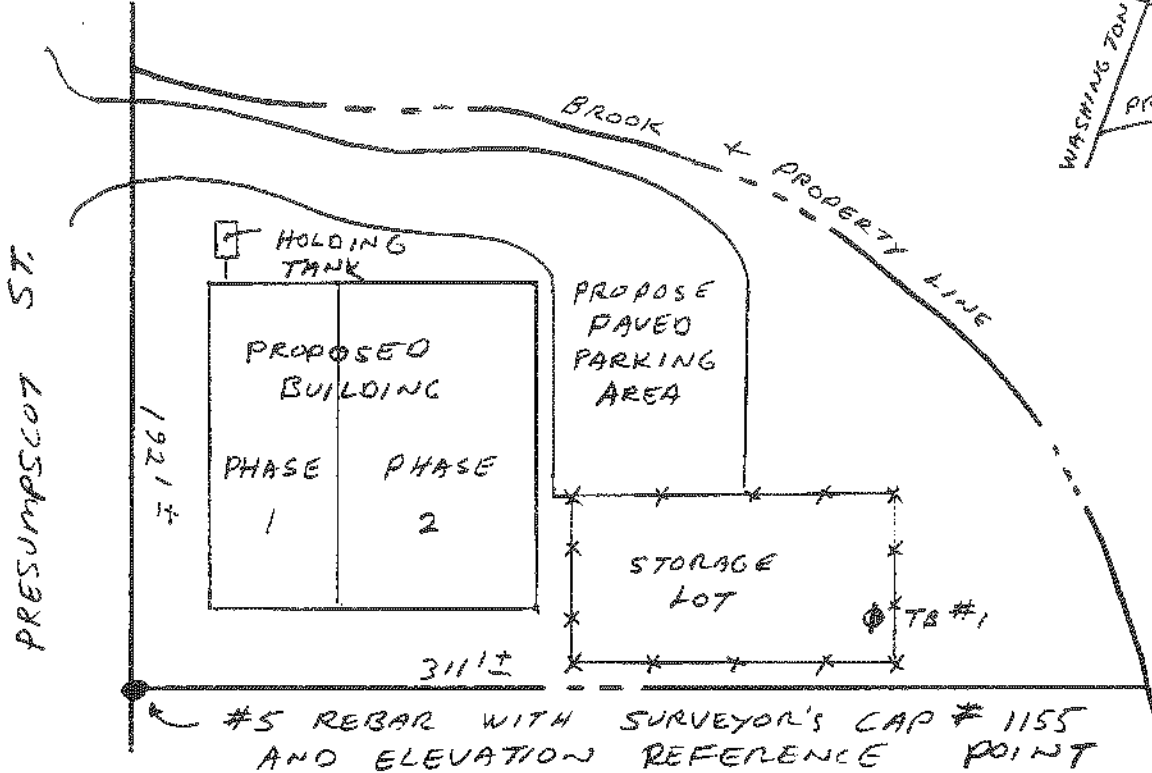 WASHINGTON
PR
BROOK
PROPERTY
LINE
HOLDING
TANK
PROPOSE
PAVED
PARKING
AREA
PROPOSED
BUILDING
PHASE
1
PHASE
2
PRESUMPSCOT ST.
192'±
STORAGE
LOT
TB #1
311'±
#5 REBAR WITH SURVEYOR'S CAP # 1155
AND ELEVATION REFERENCE POINT